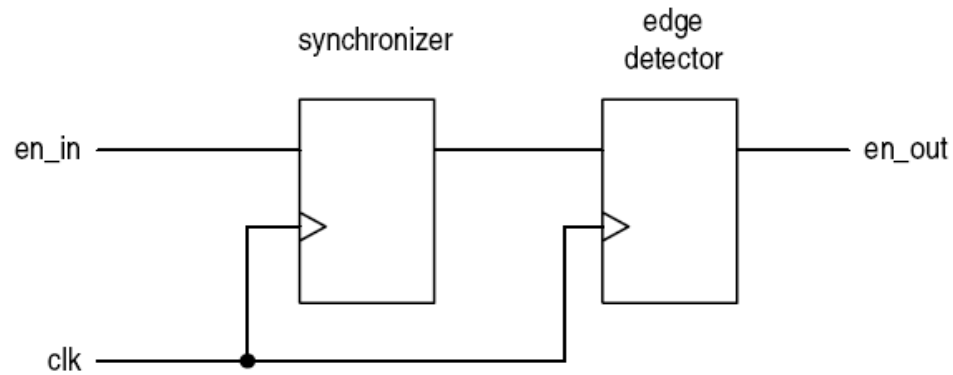 synchronizer
edge
detector
en_in
en_out
clk